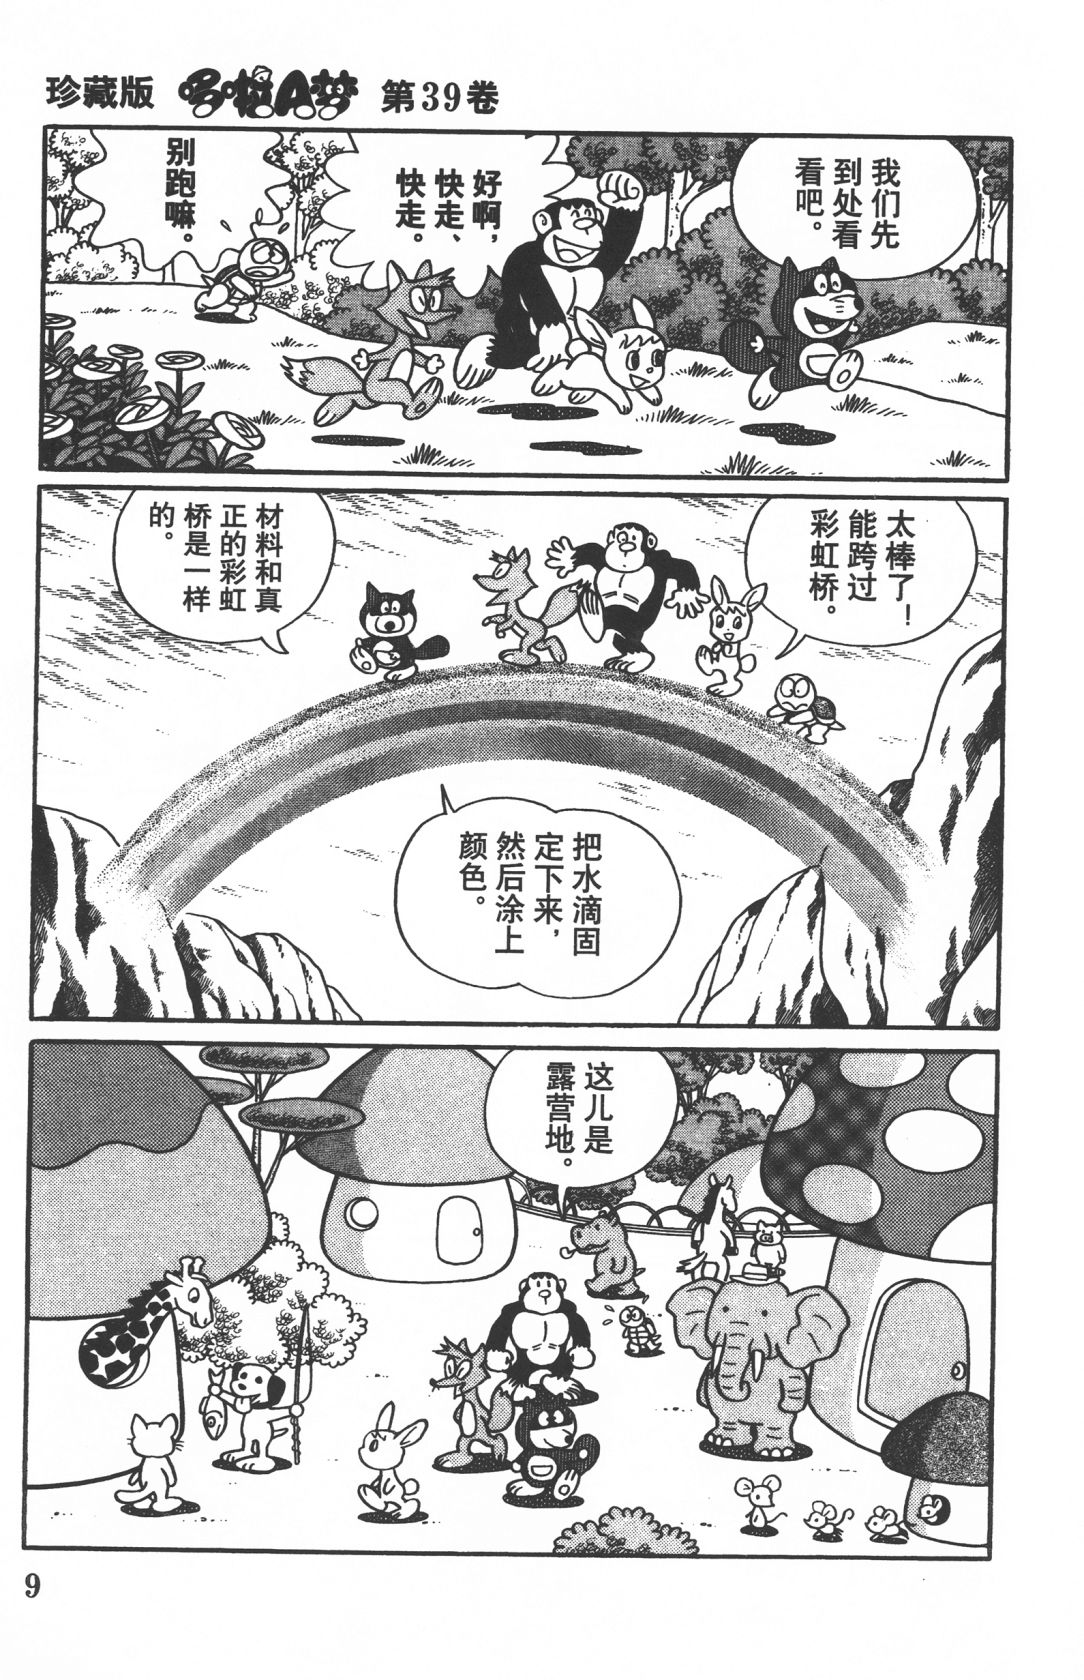 珍藏版 哆啦A梦 第39卷
我们先
到处看
看吧。
好啊，
快走、
快走。
别跑嘛。
太棒了！
能跨过
彩虹桥。
材料和真
正的彩虹
桥是一样
的。
把水滴固
定下来，
然后涂上
颜色。
这儿是
露营地。
9